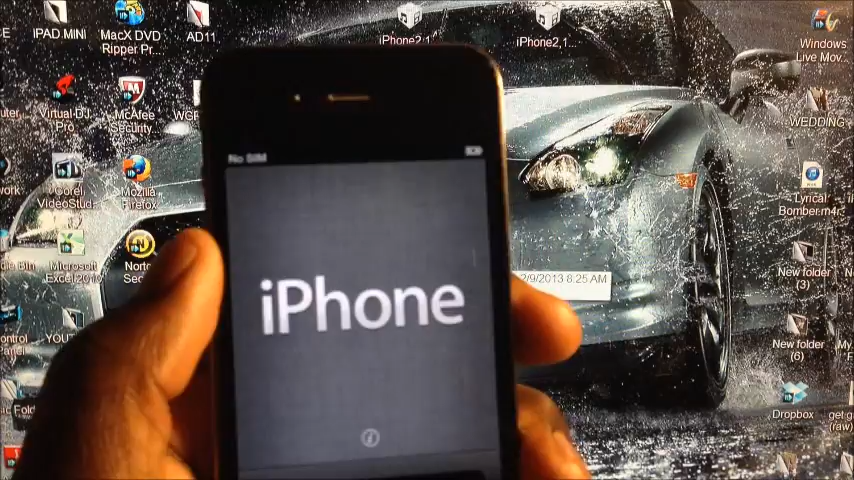 IPAD MINI
MacX DVD
Ripper Pr...
AD11
iPhone2,1
iPhone2,1...
Windows
Live Mov...
Virtual DJ
Pro
McAfee
Security
WEDDING
No SIM
Corel
VideoStud...
Mozilla
Firefox
Lyrical
Bomber.m4r
Microsoft
Excel 2010
iPhone
2/9/2013 8:25 AM
New folder
(3)
New folder
(6)
Dropbox
(raw)